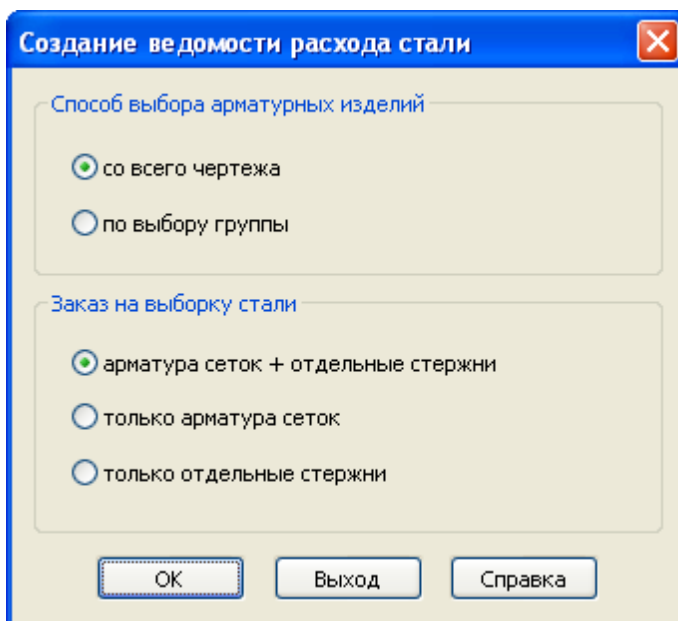 Создание ведомости расхода стали
Способ выбора арматурных изделий
со всего чертежа
по выбору группы
Заказ на выборку стали
арматура сеток + отдельные стержни
только арматура сеток
только отдельные стержни
ОК Выход Справка